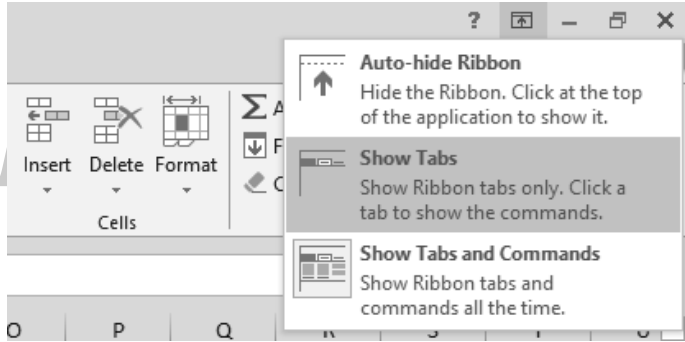 ?
Auto-hide Ribbon
Hide the Ribbon. Click at the top
of the application to show it.
Σ A
Insert Delete Format
F
Show Tabs
Show Ribbon tabs only. Click a
tab to show the commands.
C
Cells
Show Tabs and Commands
Show Ribbon tabs and
commands all the time.
O P Q